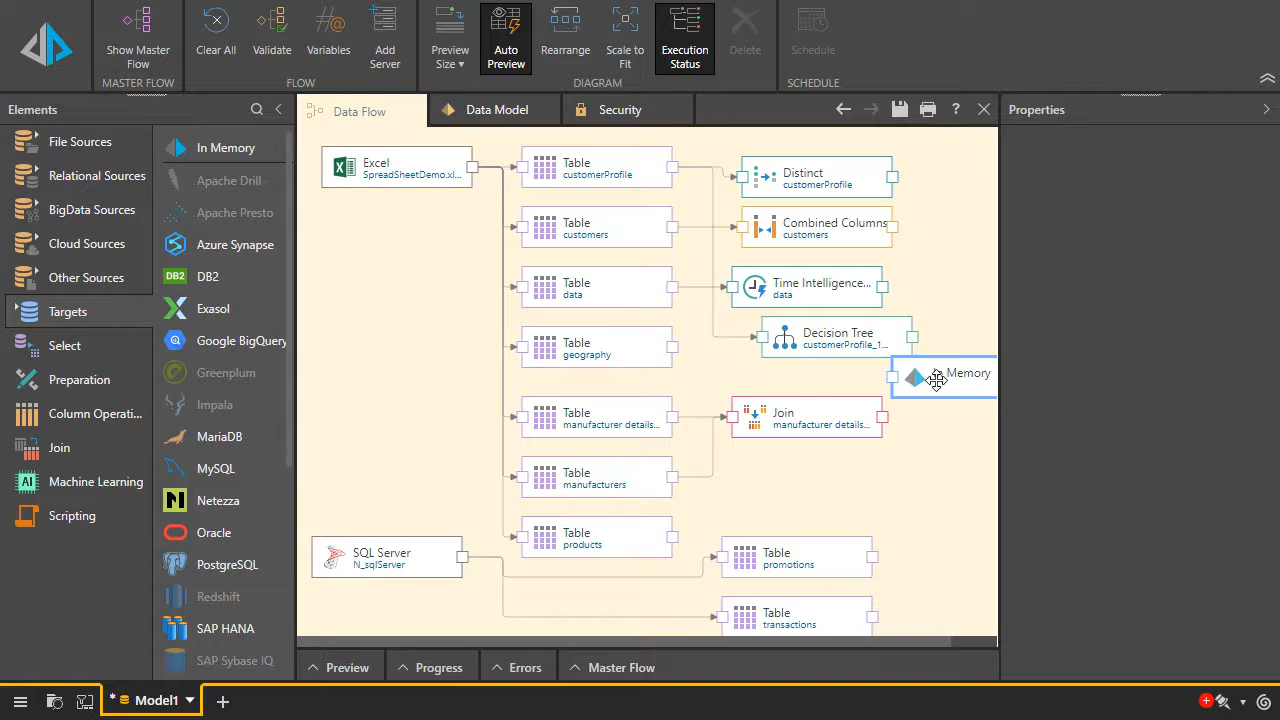 Show Master
Flow
MASTER FLOW
Clear All
Validate
Variables
Add
Server
FLOW
Preview
Size
Auto
Preview
Rearrange
Scale to
Fit
Execution
Status
Delete
DIAGRAM
Schedule
SCHEDULE
Elements
Data Flow
Data Model
Security
?
Properties
File Sources
Relational Sources
BigData Sources
Cloud Sources
Other Sources
Targets
Select
Preparation
Column Operati...
Join
AI
Machine Learning
Scripting
In Memory
Apache Drill
Apache Presto
Azure Synapse
DB2
DB2
Exasol
Google BigQuery
Greenplum
Impala
MariaDB
MySQL
N
Netezza
Oracle
PostgreSQL
Redshift
SAP HANA
SAP Sybase IQ
Excel
SpreadSheetDemo.xl...
Table
customerProfile
Table
customers
Table
data
Table
geography
Table
manufacturer details...
Table
manufacturers
Table
products
SQL Server
N_sqlServer
Distinct
customerProfile
Combined Columns
customers
Time Intelligence...
data
Decision Tree
customerProfile_1...
Memory
Join
manufacturer details...
Table
promotions
Table
transactions
Preview
Progress
Errors
Master Flow
* Model1